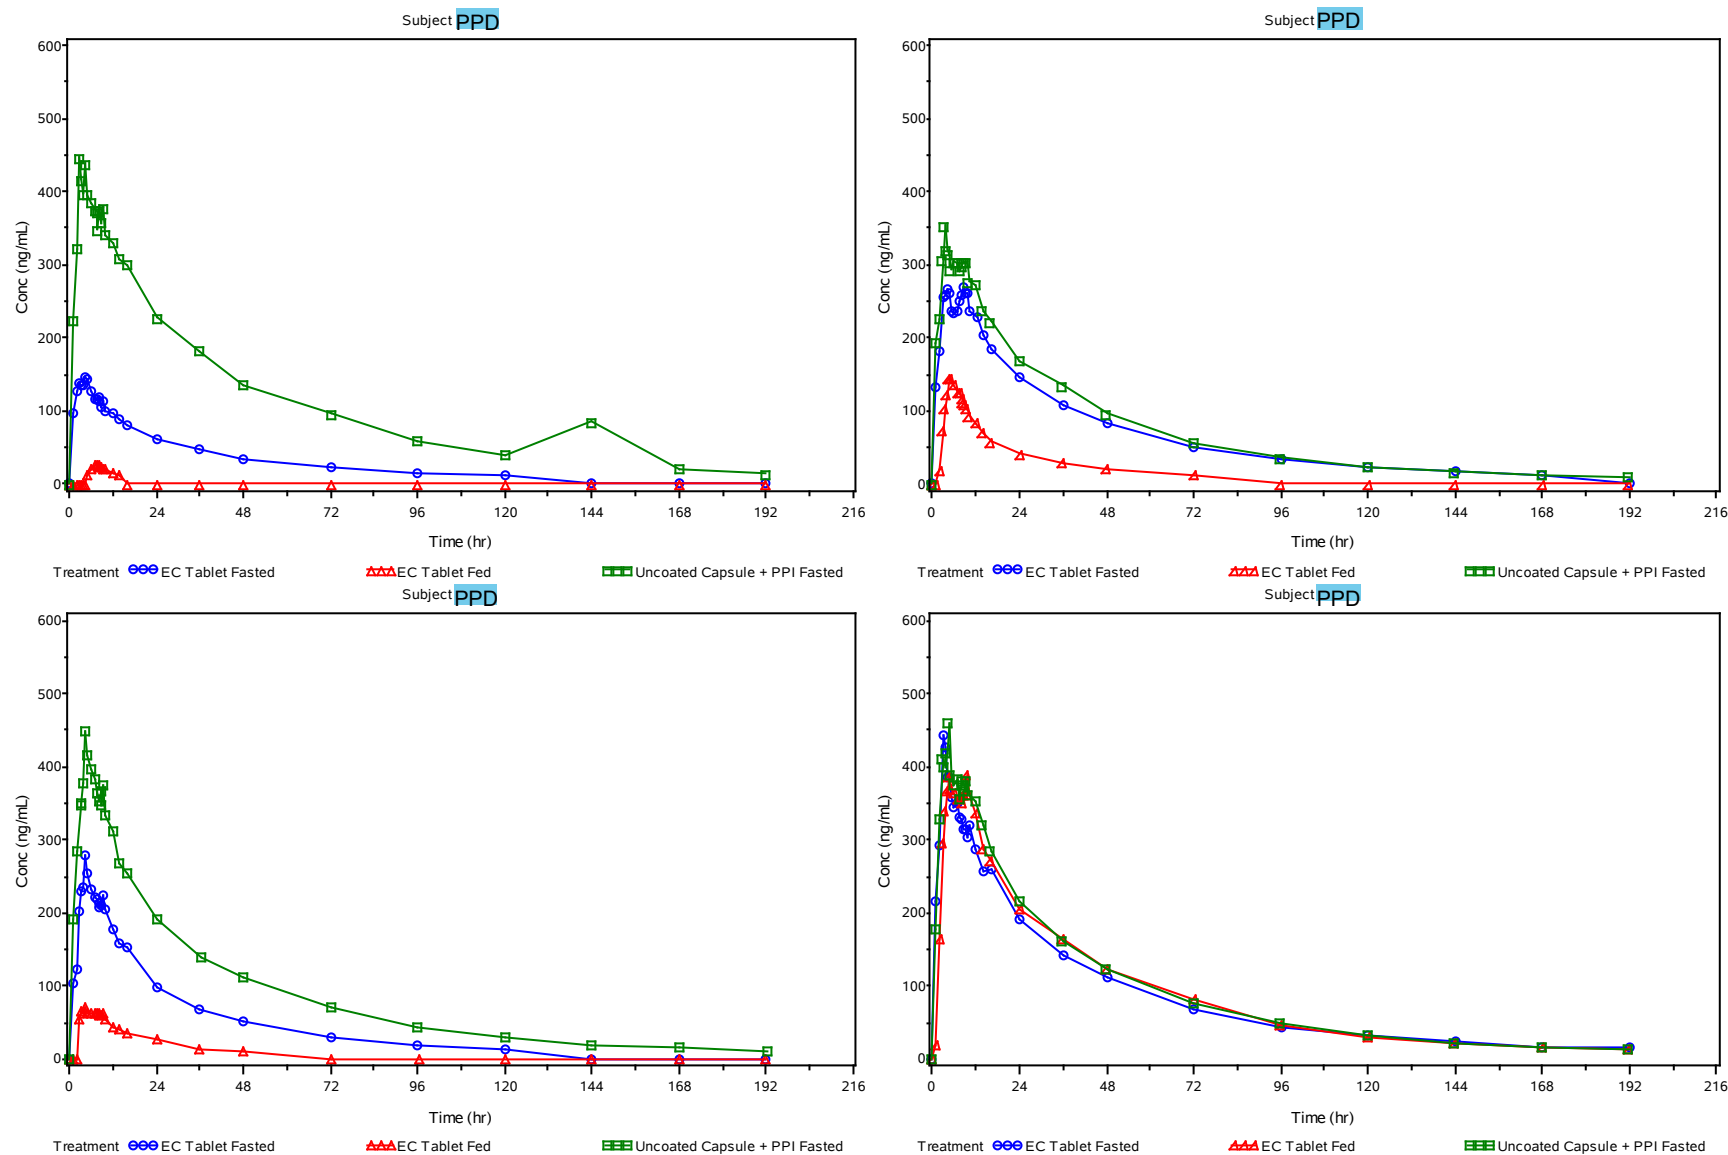 Subject PPD
600
500
400
300
200
100
0
Conc (ng/mL)
0 24 48 72 96 120 144 168 192 216
Time (hr)
Treatment EC Tablet Fasted EC Tablet Fed Uncoated Capsule + PPI Fasted
Subject PPD
600
500
400
300
200
100
0
Conc (ng/mL)
0 24 48 72 96 120 144 168 192 216
Time (hr)
Treatment EC Tablet Fasted EC Tablet Fed Uncoated Capsule + PPI Fasted
Subject PPD
600
500
400
300
200
100
0
Conc (ng/mL)
0 24 48 72 96 120 144 168 192 216
Time (hr)
Treatment EC Tablet Fasted EC Tablet Fed Uncoated Capsule + PPI Fasted
Subject PPD
600
500
400
300
200
100
0
Conc (ng/mL)
0 24 48 72 96 120 144 168 192 216
Time (hr)
Treatment EC Tablet Fasted EC Tablet Fed Uncoated Capsule + PPI Fasted